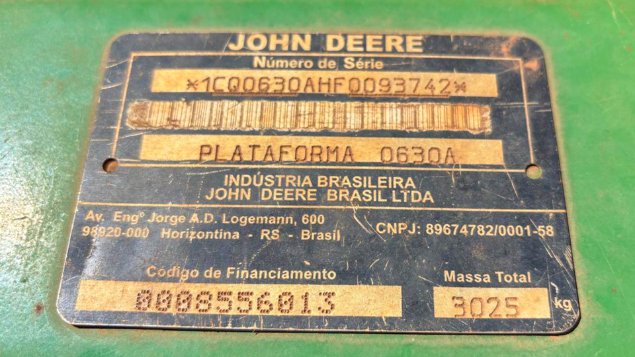 JOHN DEERE
Número de Série
*1CQ0630AHF0093742*
PLATAFORMA 0630A
INDÚSTRIA BRASILEIRA
JOHN DEERE BRASIL LTDA
Av. Engº Jorge A.D. Logemann, 600
98920-000 Horizontina - RS - Brasil
CNPJ: 89674782/0001-58
Código de Financiamento
Massa Total
0008556013
3025 kg